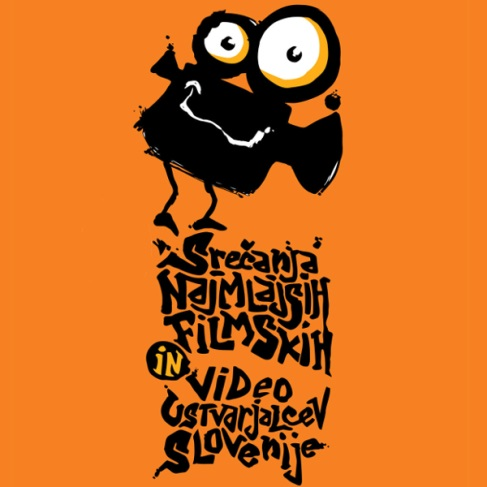 Srečanja
Najmlajših
Filmskih
in
Video
Ustvarjalcev
Slovenije